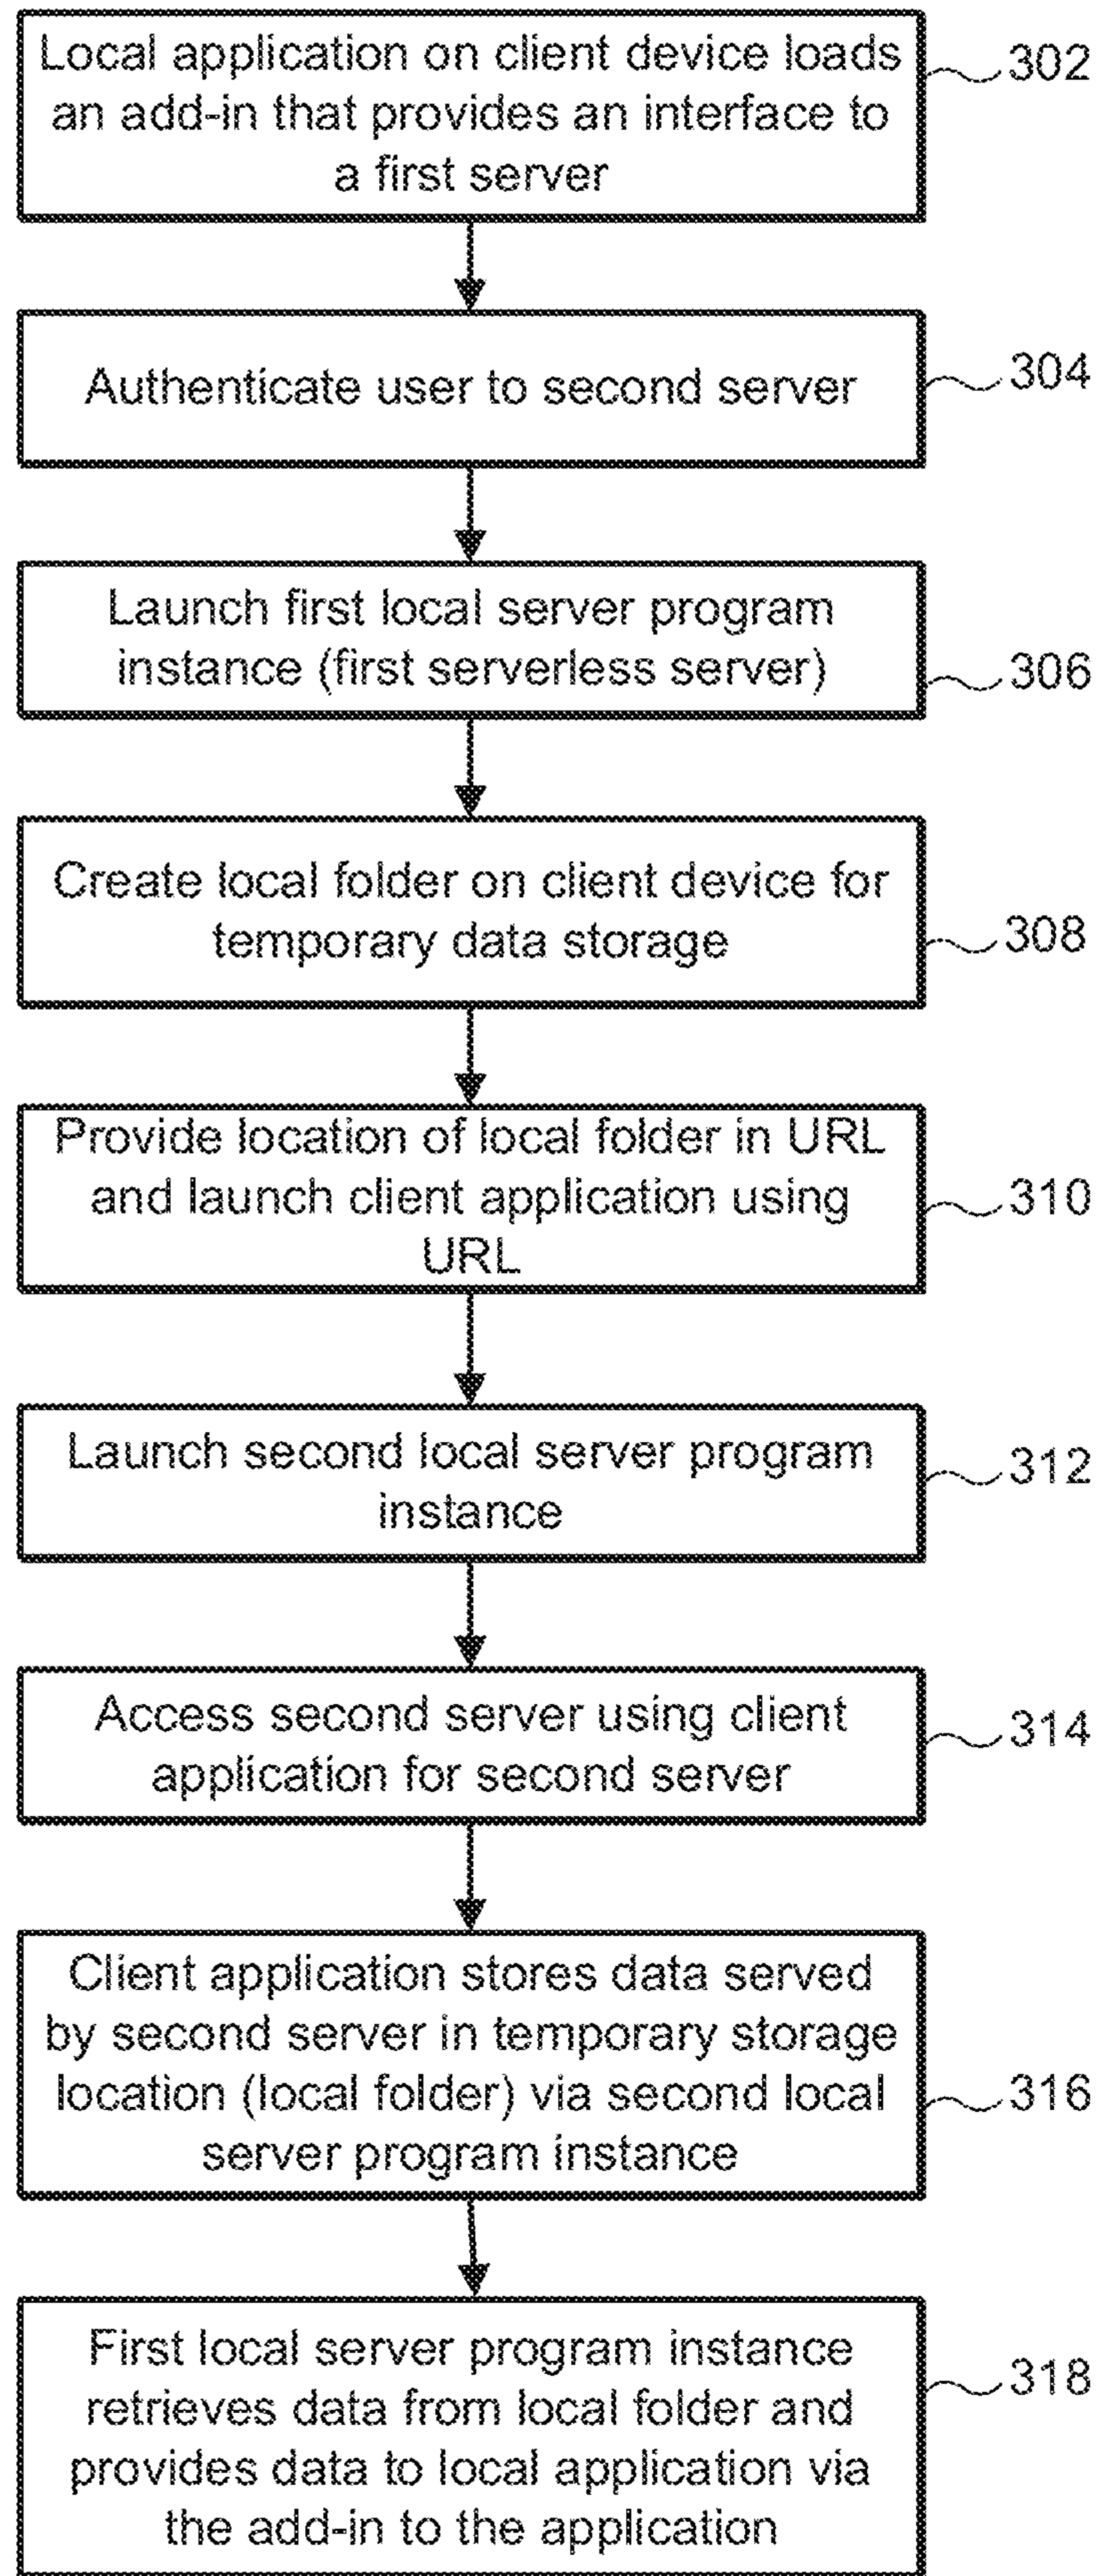 Local application on client device loads
an add-in that provides an interface to
a first server
302
Authenticate user to second server
304
Launch first local server program
instance (first serverless server)
306
Create local folder on client device for
temporary data storage
308
Provide location of local folder in URL
and launch client application using
URL
310
Launch second local server program
instance
312
Access second server using client
application for second server
314
Client application stores data served
by second server in temporary storage
location (local folder) via second local
server program instance
316
First local server program instance
retrieves data from local folder and
provides data to local application via
the add-in to the application
318